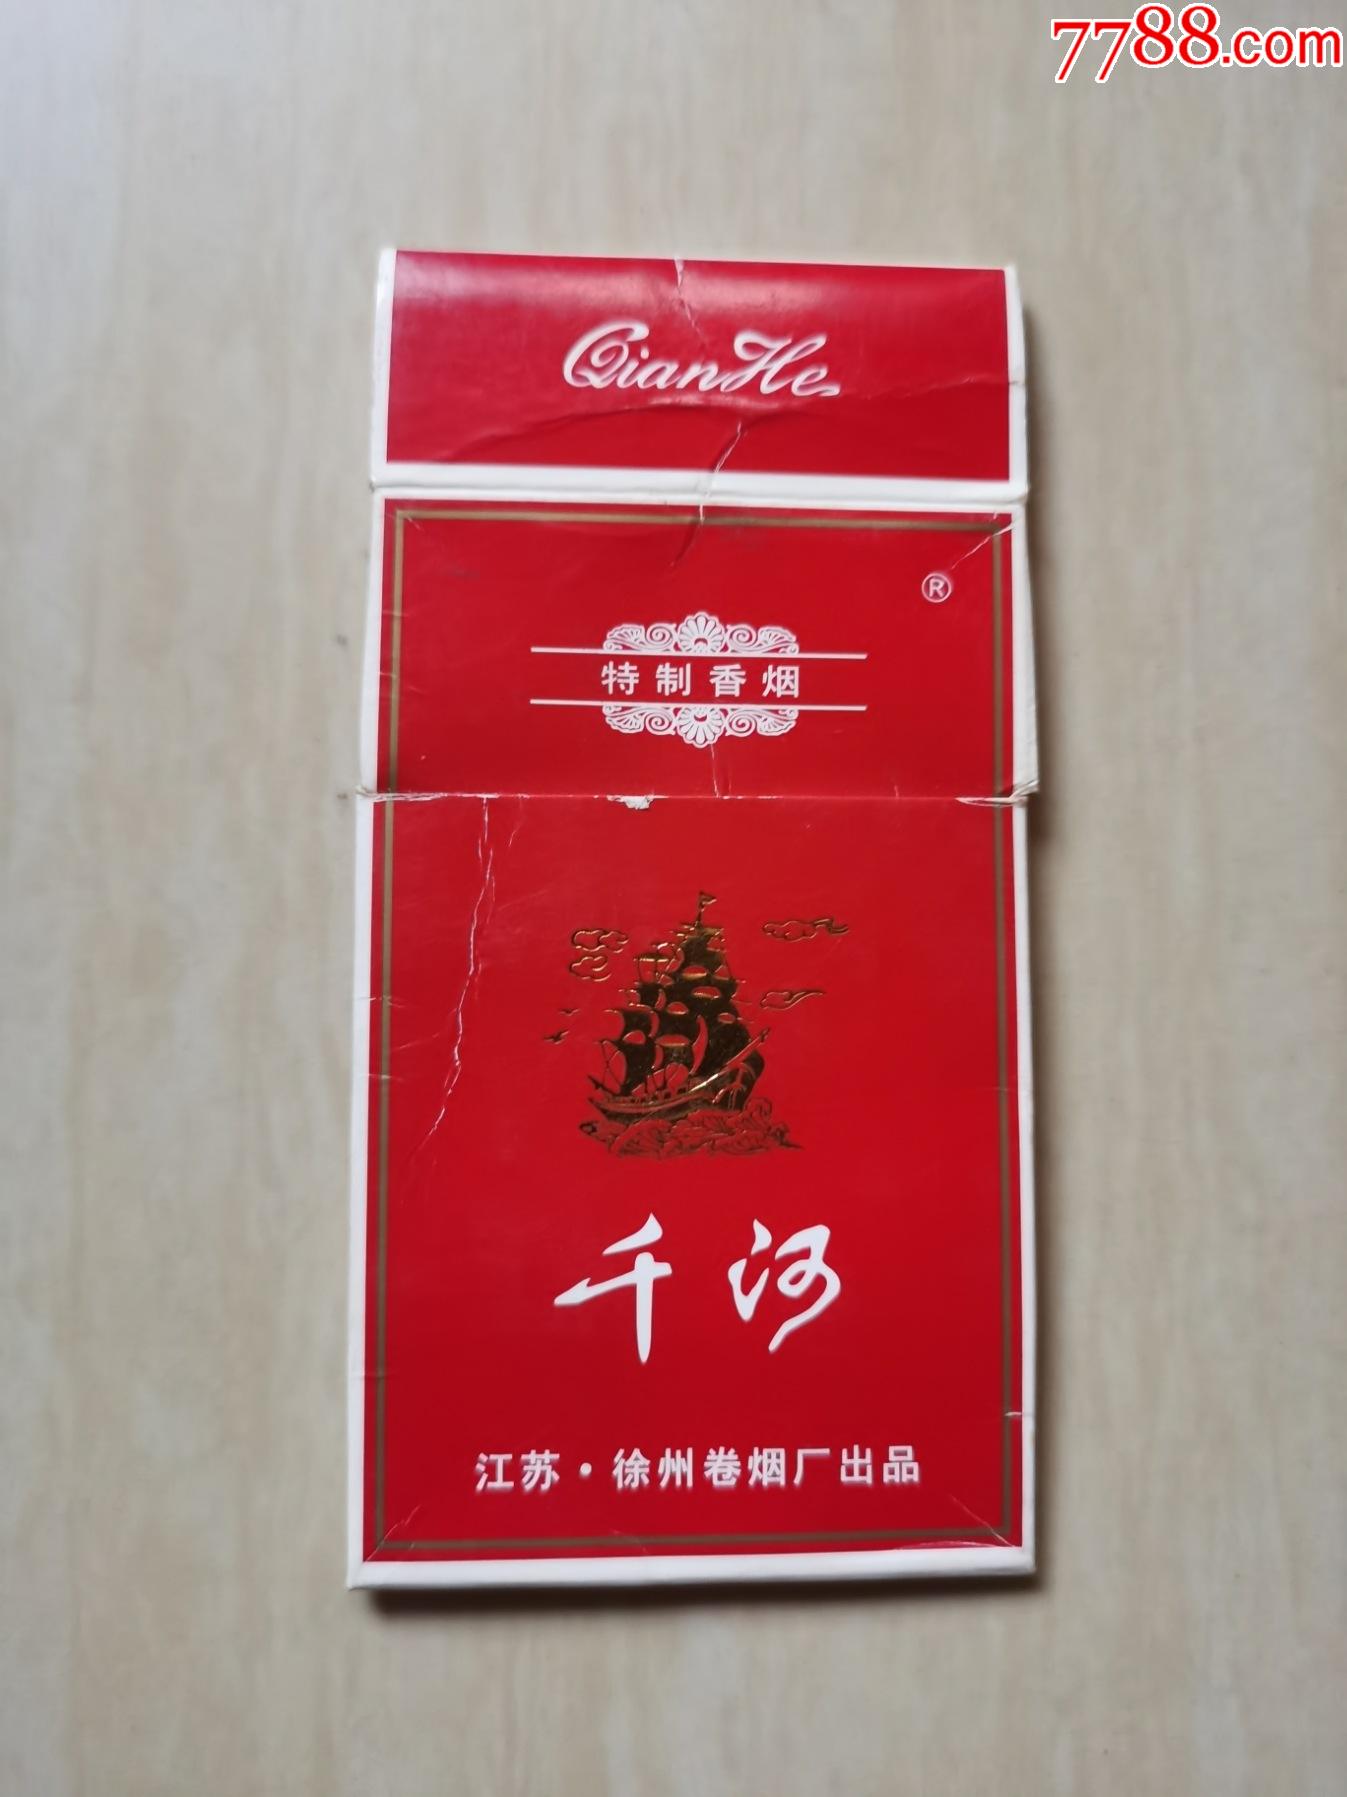 7788.com
QianHe
®
特制香烟
千河
江苏·徐州卷烟厂出品